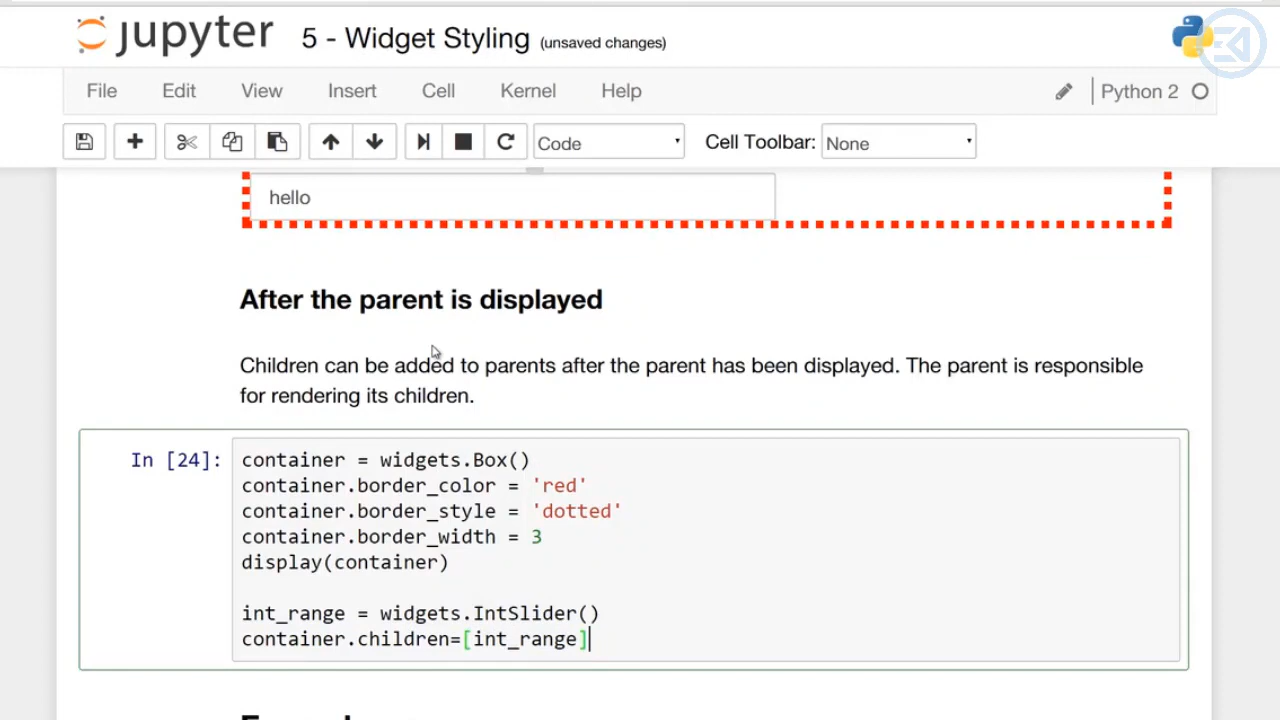 jupyter 5 - Widget Styling (unsaved changes)
File Edit View Insert Cell Kernel Help Python 2
Code Cell Toolbar: None
hello
After the parent is displayed
Children can be added to parents after the parent has been displayed. The parent is responsible
for rendering its children.
In [24]: container = widgets.Box()
container.border_color = 'red'
container.border_style = 'dotted'
container.border_width = 3
display(container)
int_range = widgets.IntSlider()
container.children=[int_range]